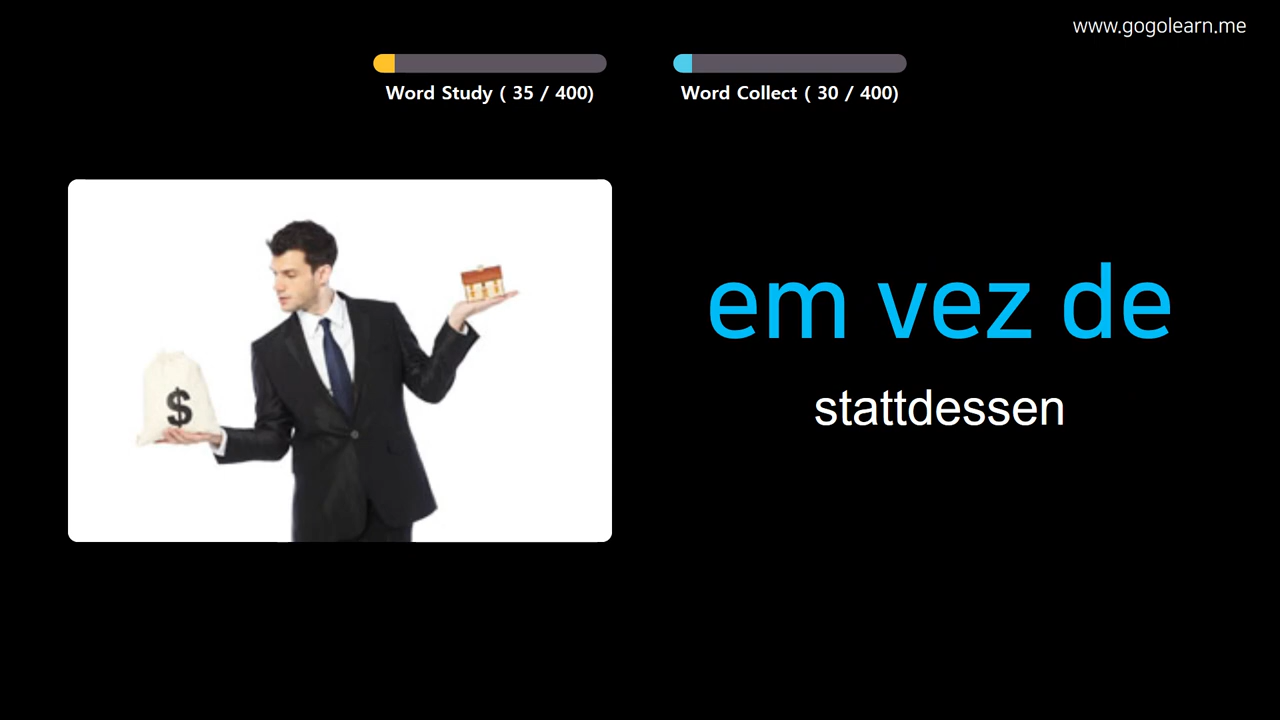 www.gogolearn.me
Word Study ( 35 / 400)
Word Collect ( 30 / 400)
$
em vez de
stattdessen